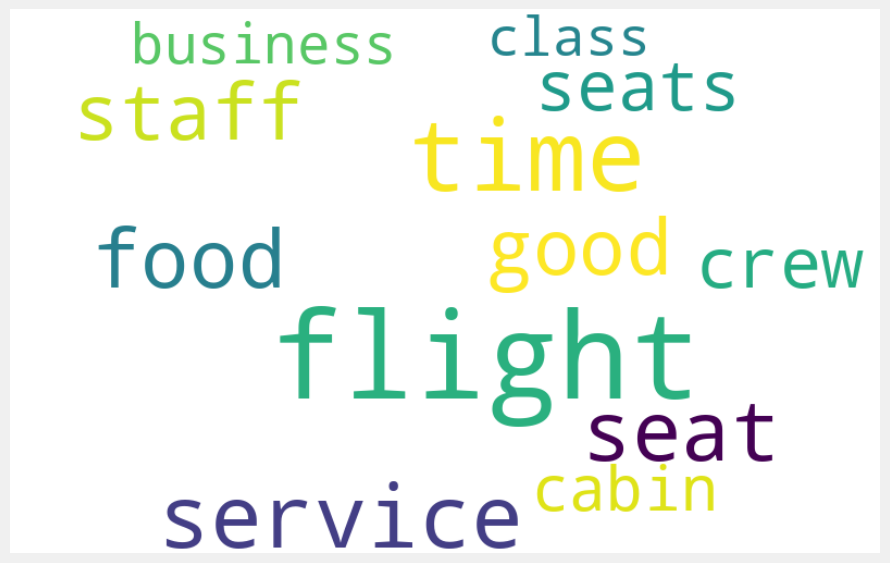 business
class
seats
staff
time
food
good
crew
flight
seat
cabin
service